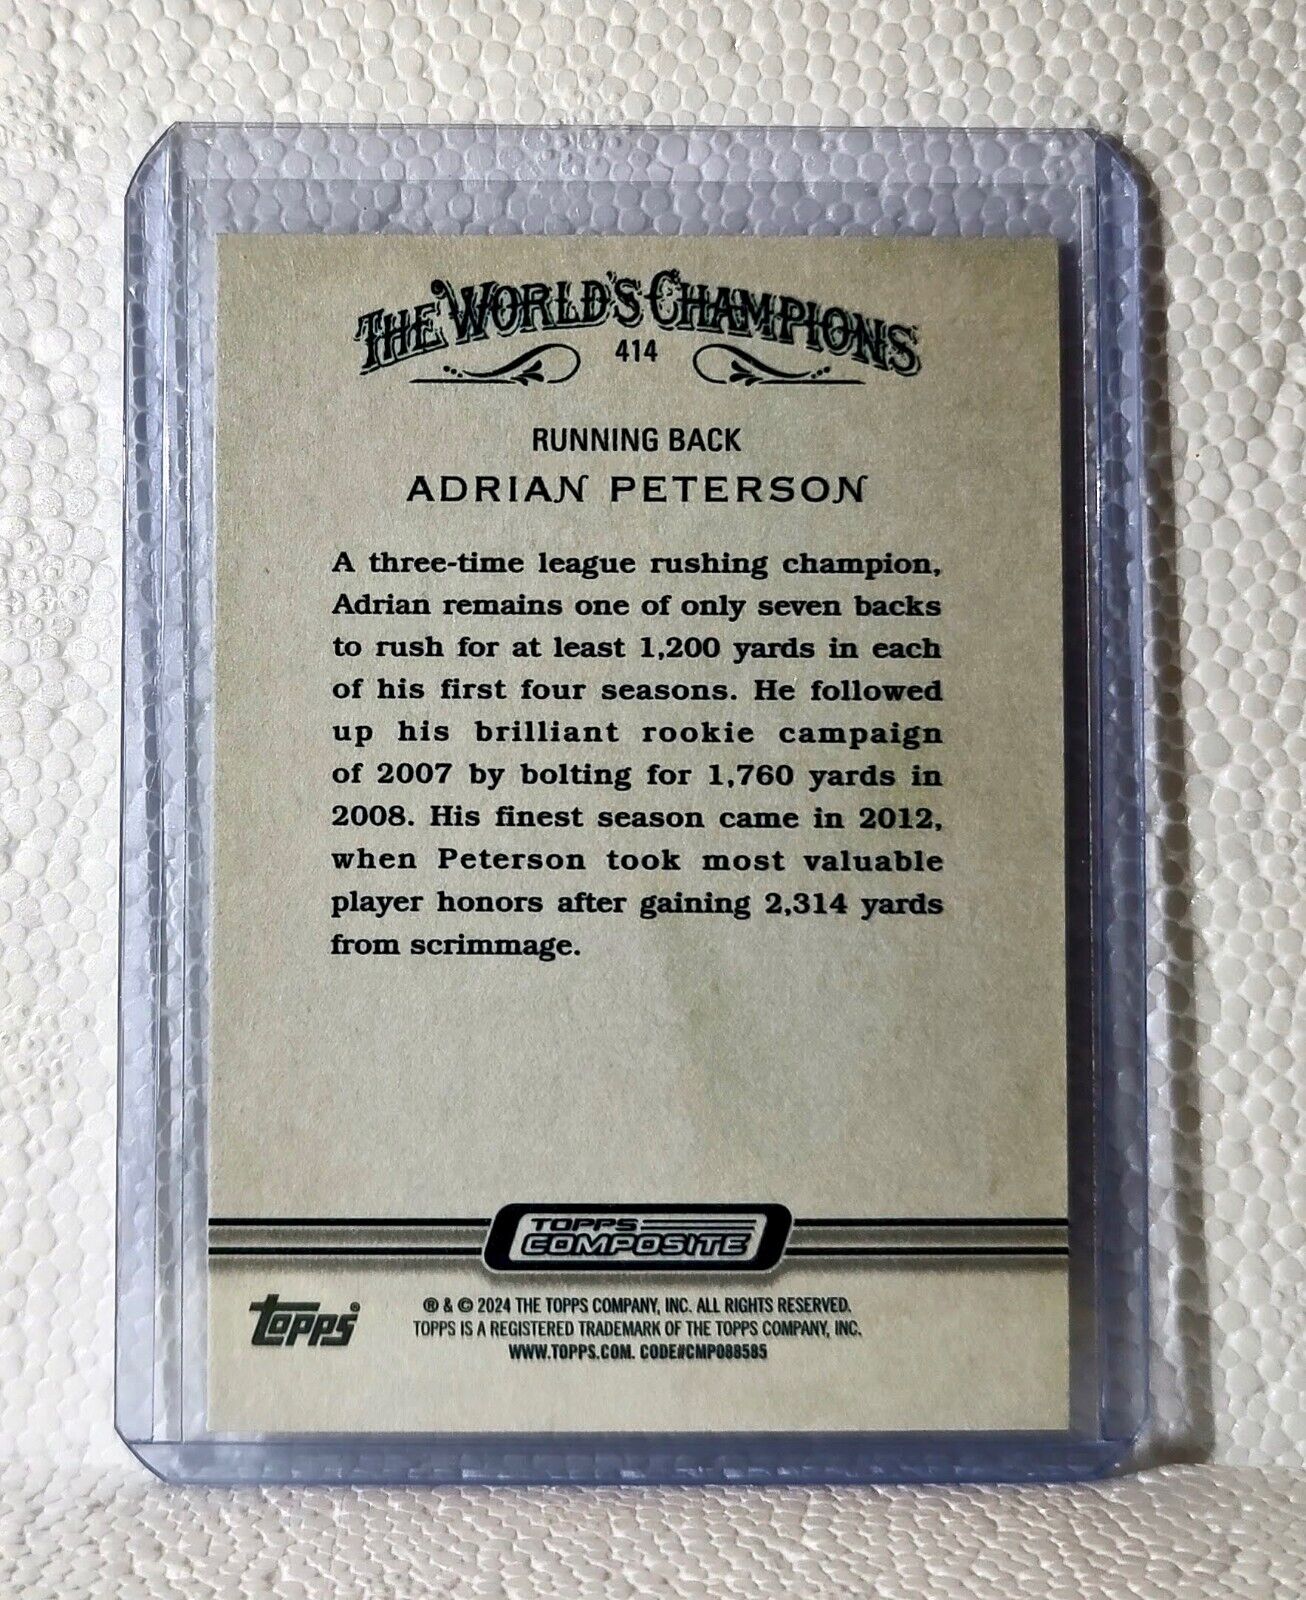 THE WORLD'S CHAMPIONS
414
RUNNING BACK
ADRIAN PETERSON
A three-time league rushing champion,
Adrian remains one of only seven backs
to rush for at least 1,200 yards in each
of his first four seasons. He followed
up his brilliant rookie campaign
of 2007 by bolting for 1,760 yards in
2008. His finest season came in 2012,
when Peterson took most valuable
player honors after gaining 2,314 yards
from scrimmage.
TOPPS
COMPOSITE
topps®
® & © 2024 THE TOPPS COMPANY, INC. ALL RIGHTS RESERVED.
TOPPS IS A REGISTERED TRADEMARK OF THE TOPPS COMPANY, INC.
WWW.TOPPS.COM. CODE#CMP088585